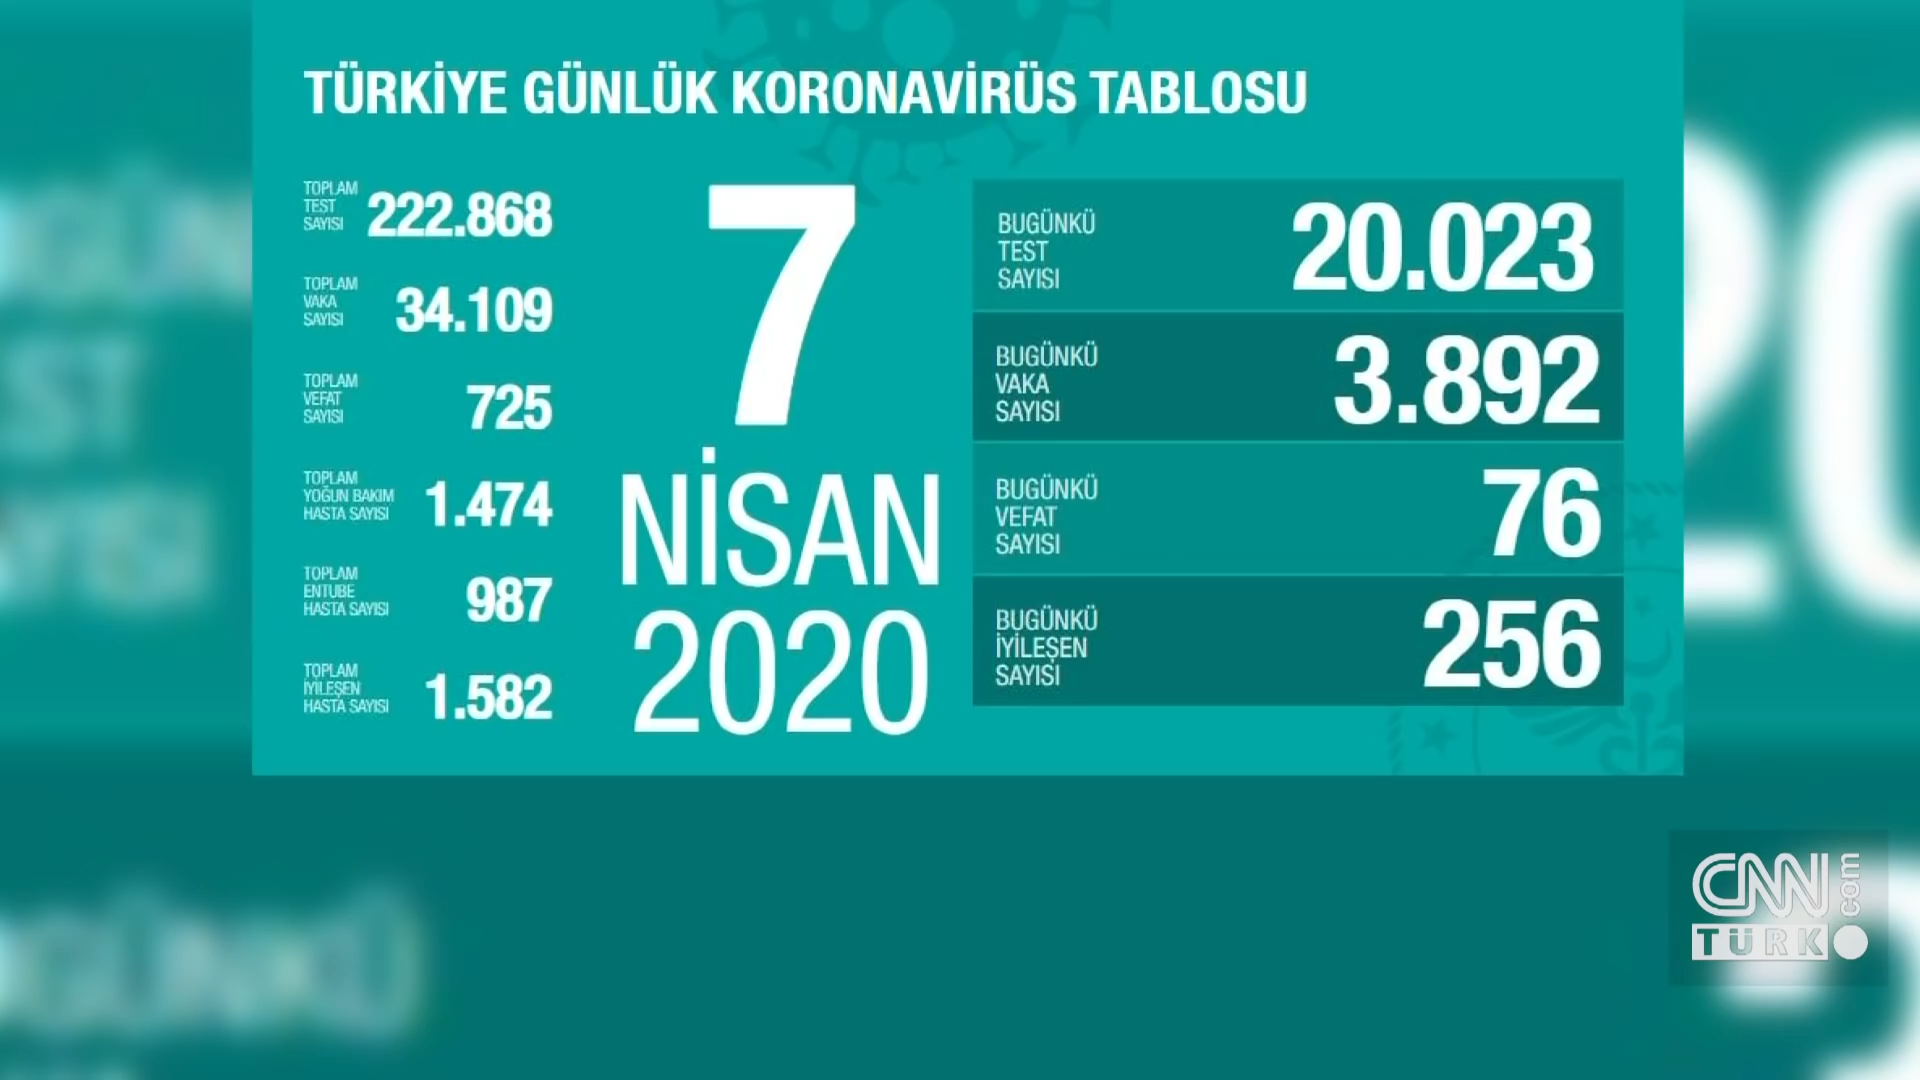 TÜRKİYE GÜNLÜK KORONAVİRÜS TABLOSU
TOPLAM
TEST
SAYISI
222.868
TOPLAM
VAKA
SAYISI
34.109
TOPLAM
VEFAT
SAYISI
725
TOPLAM
YOĞUN BAKIM
HASTA SAYISI
1.474
TOPLAM
ENTUBE
HASTA SAYISI
987
TOPLAM
İYİLEŞEN
HASTA SAYISI
1.582
7
NİSAN
2020
BUGÜNKÜ
TEST
SAYISI
20.023
BUGÜNKÜ
VAKA
SAYISI
3.892
BUGÜNKÜ
VEFAT
SAYISI
76
BUGÜNKÜ
İYİLEŞEN
SAYISI
256
CNN
TÜRK
.com